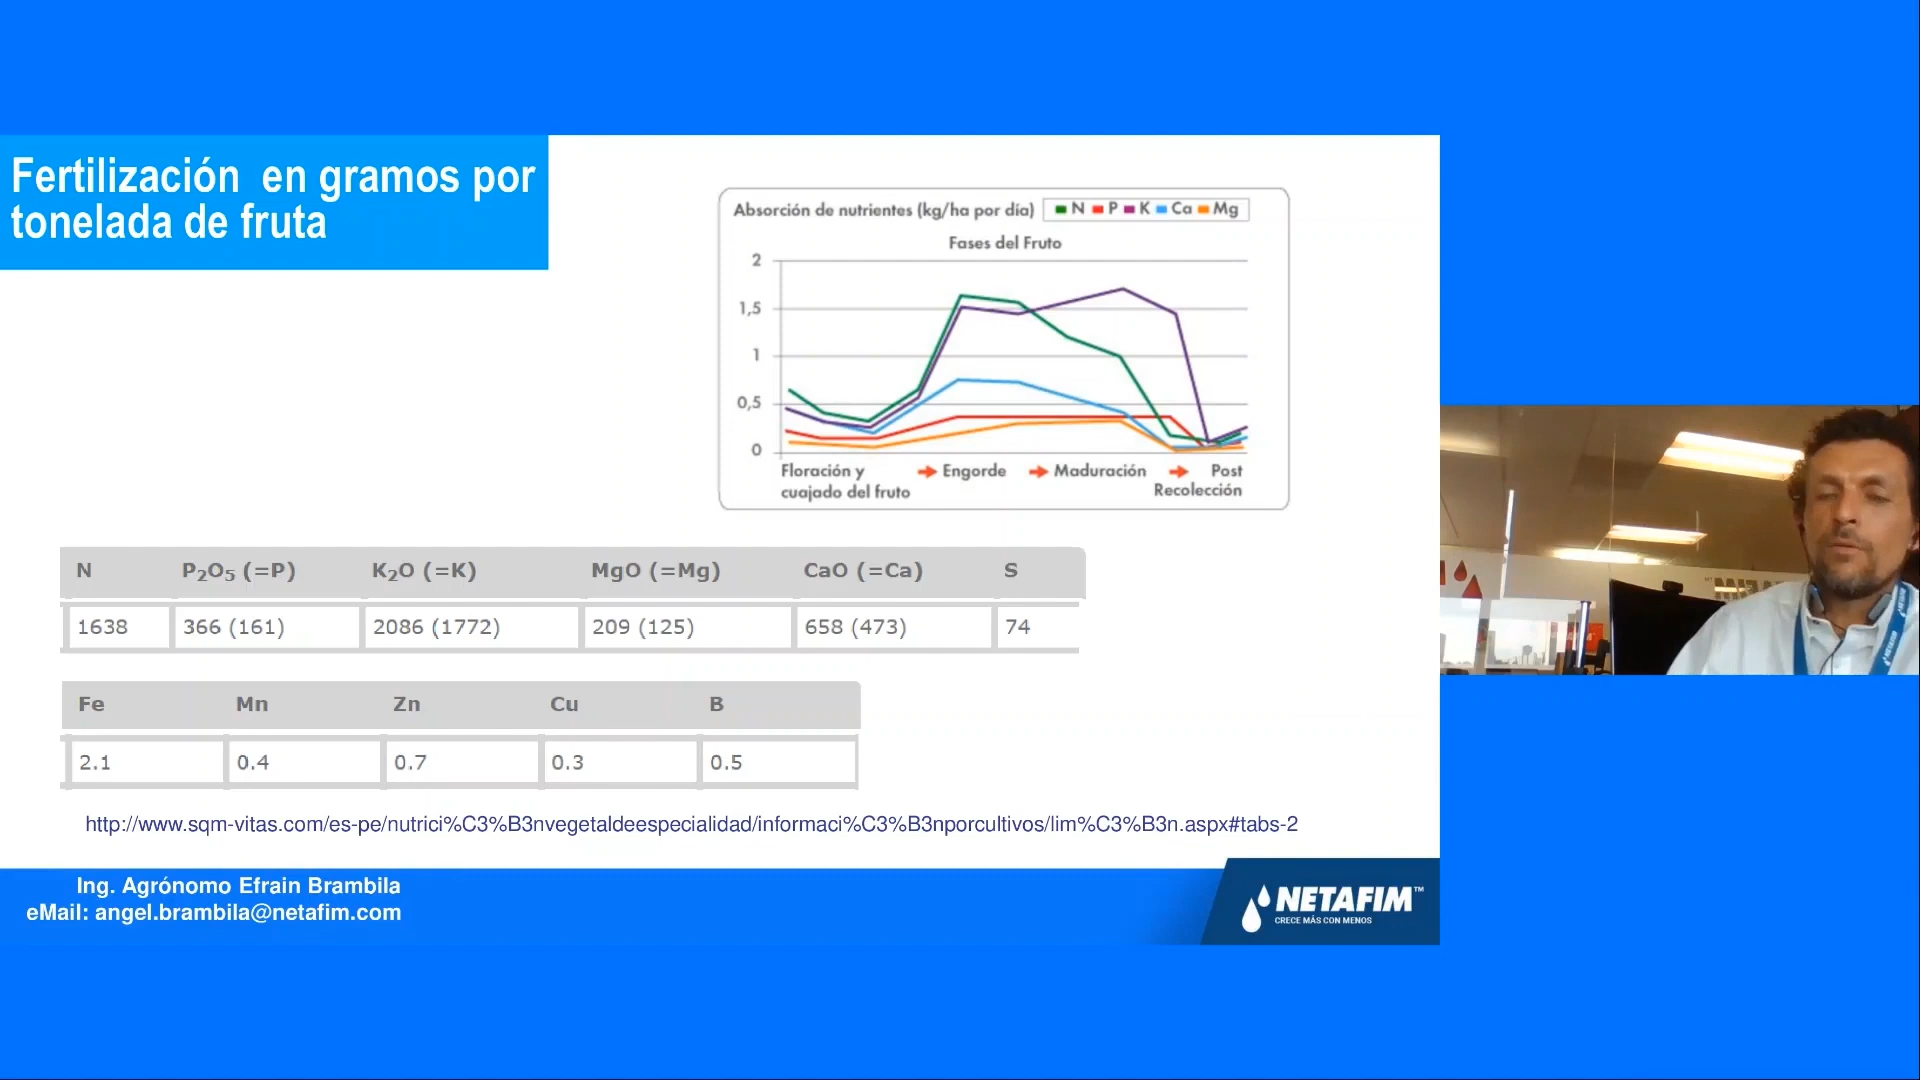 Fertilización  en gramos por
tonelada de fruta
Absorción de nutrientes (kg/ha por día) N P K Ca Mg
Fases del Fruto
2
1,5
1
0,5
0
Floración y
cuajado del fruto
Engorde
Maduración
Post
Recolección
N P₂O₅ (=P) K₂O (=K) MgO (=Mg) CaO (=Ca) S
1638 366 (161) 2086 (1772) 209 (125) 658 (473) 74
Fe Mn Zn Cu B
2.1 0.4 0.7 0.3 0.5
http://www.sqm-vitas.com/es-pe/nutrici%C3%B3nvegetaldeespecialidad/informaci%C3%B3nporcultivos/lim%C3%B3n.aspx#tabs-2
Ing. Agrónomo Efrain Brambila
eMail: angel.brambila@netafim.com
NETAFIM™
CRECE MÁS CON MENOS
NETAFIM